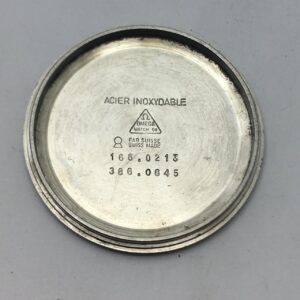 ACIER INOXYDABLE
Ω
OMEGA
WATCH Co
FAB. SUISSE
SWISS MADE
166.0213
386.0645